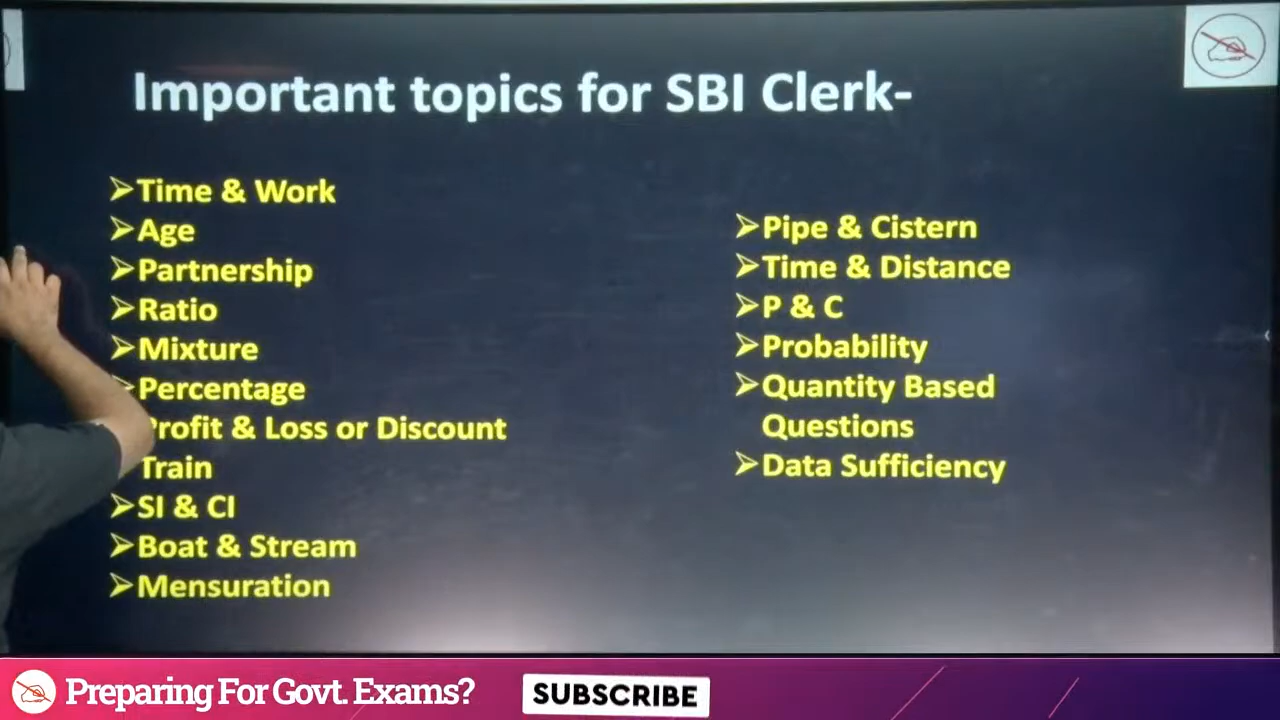 Important topics for SBI Clerk-
➢Time & Work
➢Age
➢Partnership
➢Ratio
➢Mixture
➢Percentage
Profit & Loss or Discount
Train
➢SI & CI
➢Boat & Stream
➢Mensuration
➢Pipe & Cistern
➢Time & Distance
➢P & C
➢Probability
➢Quantity Based
Questions
➢Data Sufficiency
Preparing For Govt. Exams?
SUBSCRIBE